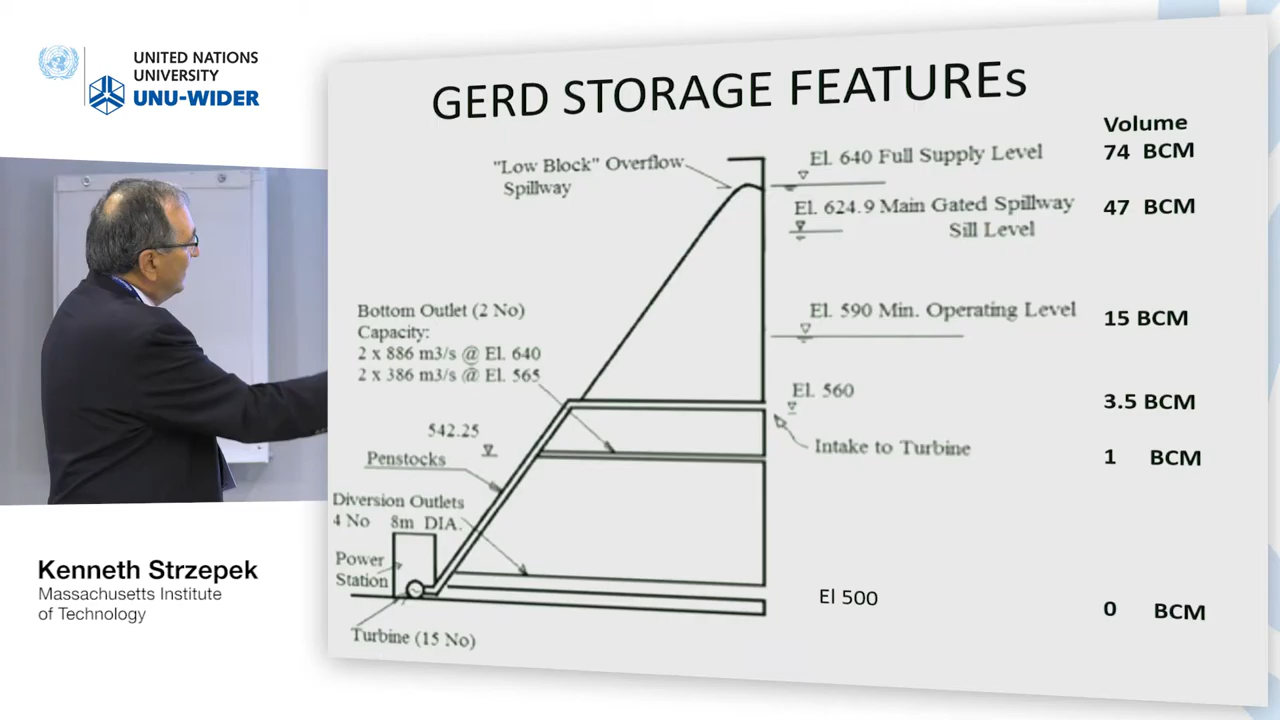 UNITED NATIONS
UNIVERSITY
UNU-WIDER
GERD STORAGE FEATUREs
Volume
"Low Block" Overflow
Spillway
El. 640 Full Supply Level
74 BCM
El. 624.9 Main Gated Spillway
Sill Level
47 BCM
Bottom Outlet (2 No)
Capacity:
2 x 886 m3/s @ El. 640
2 x 386 m3/s @ El. 565
El. 590 Min. Operating Level
15 BCM
El. 560
3.5 BCM
542.25
Intake to Turbine
1 BCM
Penstocks
Diversion Outlets
4 No 8m DIA.
Power
Station
El 500
0 BCM
Turbine (15 No)
Kenneth Strzepek
Massachusetts Institute
of Technology